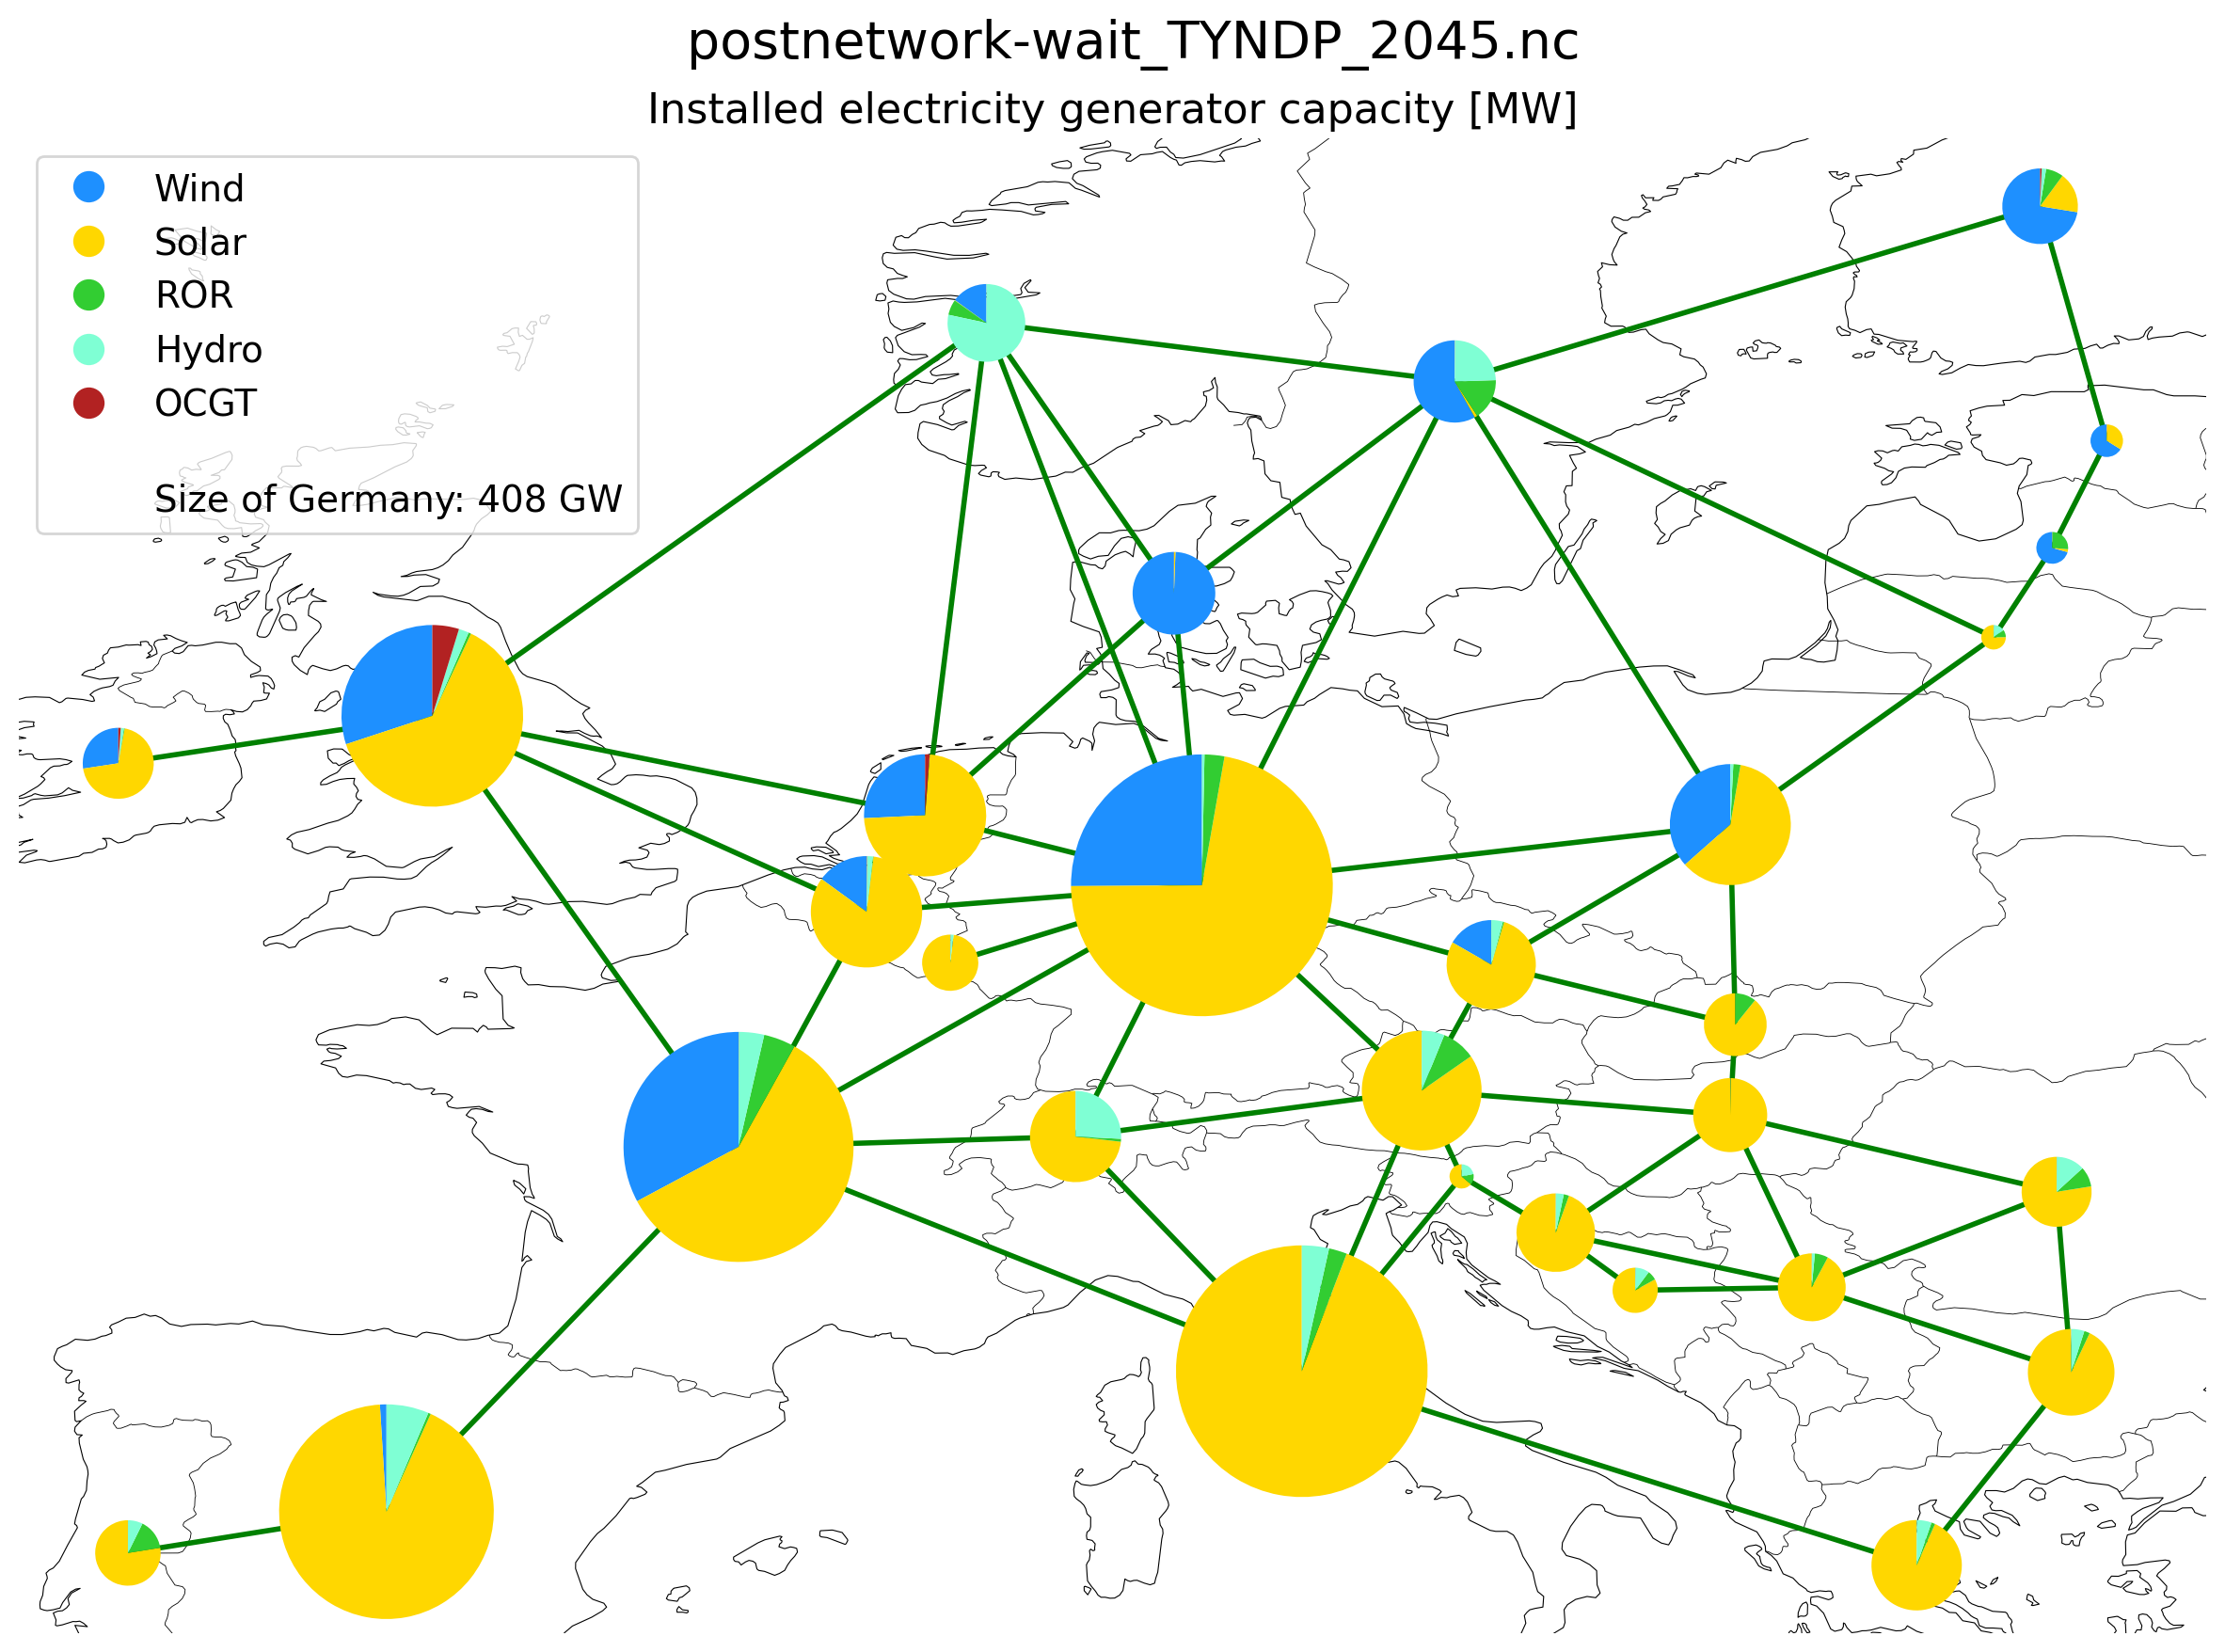 postnetwork-wait_TYNDP_2045.nc
Installed electricity generator capacity [MW]
Wind
Solar
ROR
Hydro
OCGT
Size of Germany: 408 GW